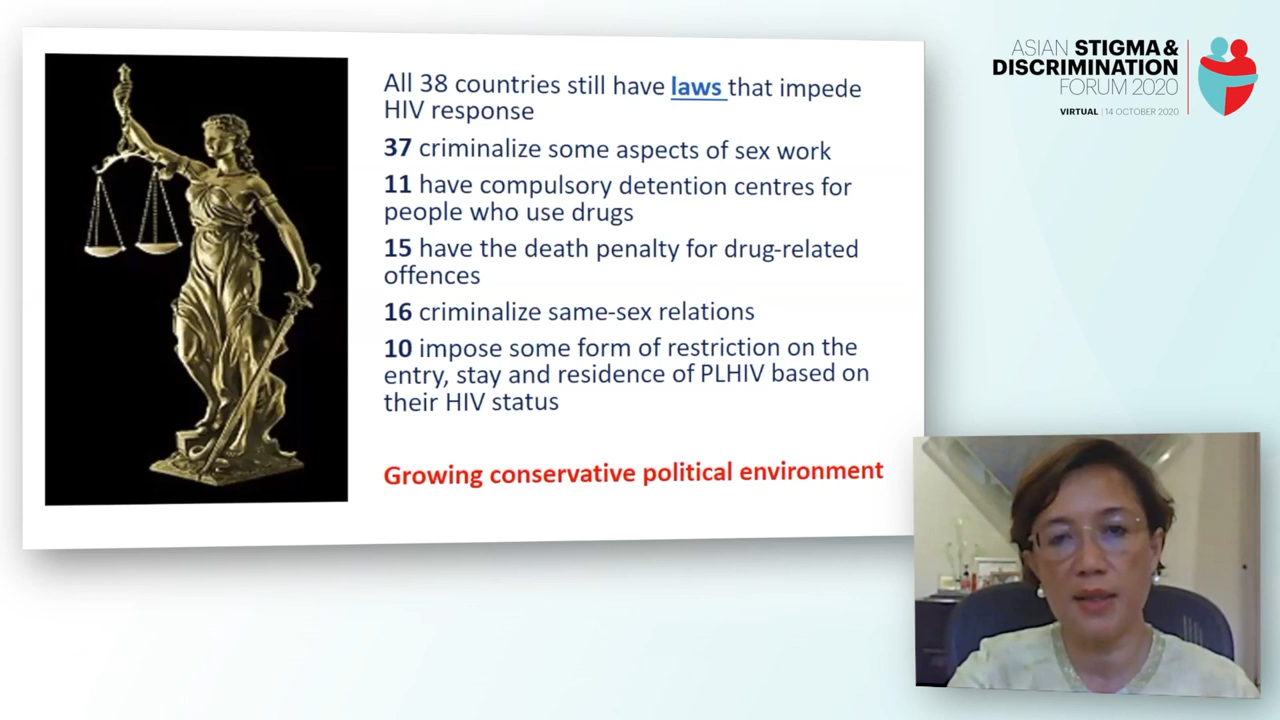 All 38 countries still have laws that impede
HIV response
37 criminalize some aspects of sex work
11 have compulsory detention centres for
people who use drugs
15 have the death penalty for drug-related
offences
16 criminalize same-sex relations
10 impose some form of restriction on the
entry, stay and residence of PLHIV based on
their HIV status
Growing conservative political environment
ASIAN STIGMA &
DISCRIMINATION
FORUM 2020
VIRTUAL | 14 OCTOBER 2020